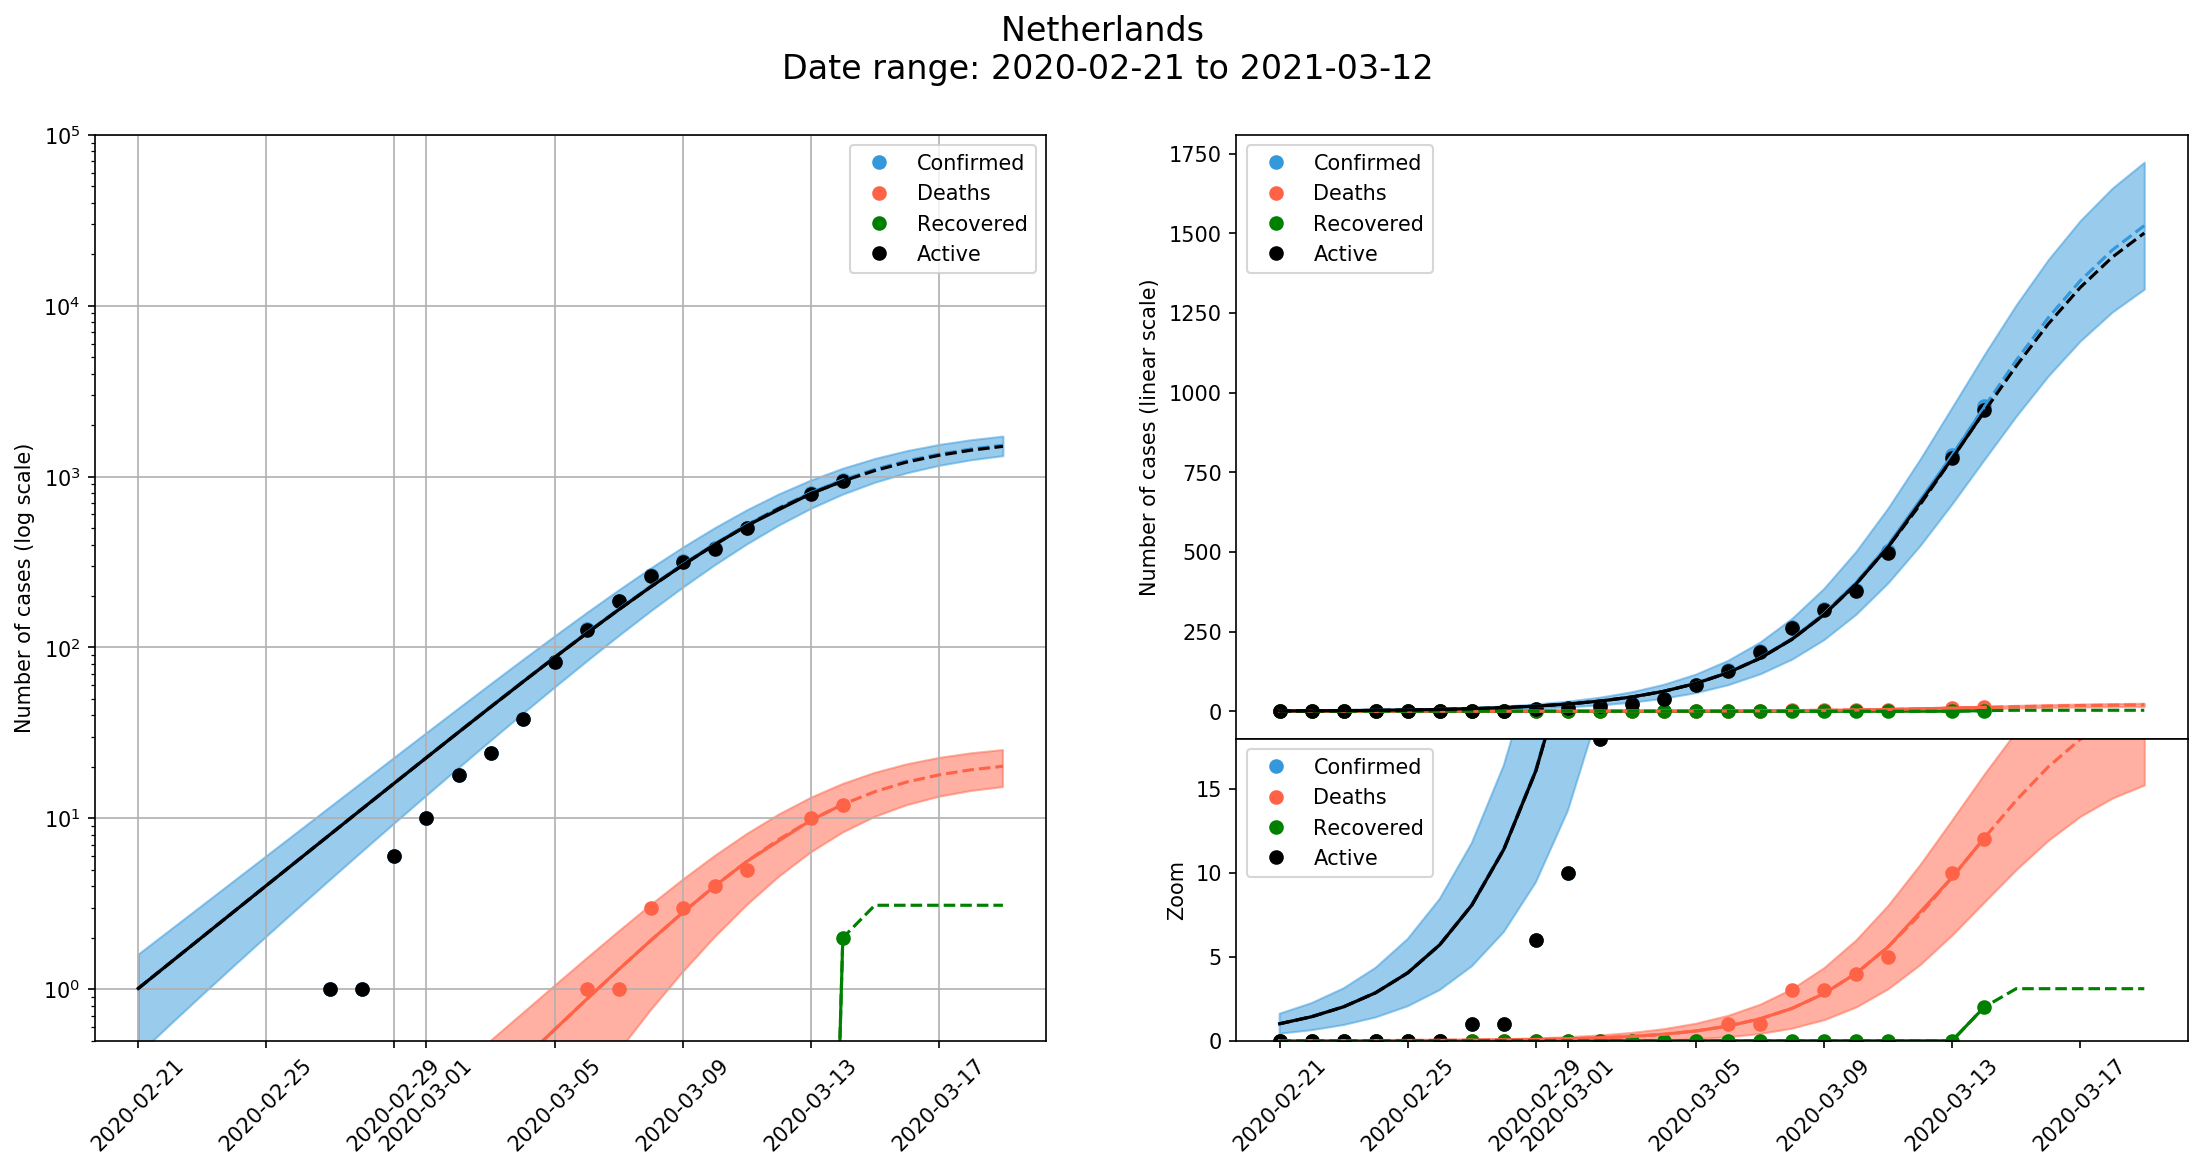 Netherlands
Date range: 2020-02-21 to 2021-03-12
Number of cases (log scale)
10^5
10^4
10^3
10^2
10^1
10^0
Confirmed
Deaths
Recovered
Active
2020-02-21
2020-02-25
2020-02-29
2020-03-01
2020-03-05
2020-03-09
2020-03-13
2020-03-17
Number of cases (linear scale)
1750
1500
1250
1000
750
500
250
0
Confirmed
Deaths
Recovered
Active
Zoom
15
10
5
0
Confirmed
Deaths
Recovered
Active
2020-02-21
2020-02-25
2020-02-29
2020-03-01
2020-03-05
2020-03-09
2020-03-13
2020-03-17